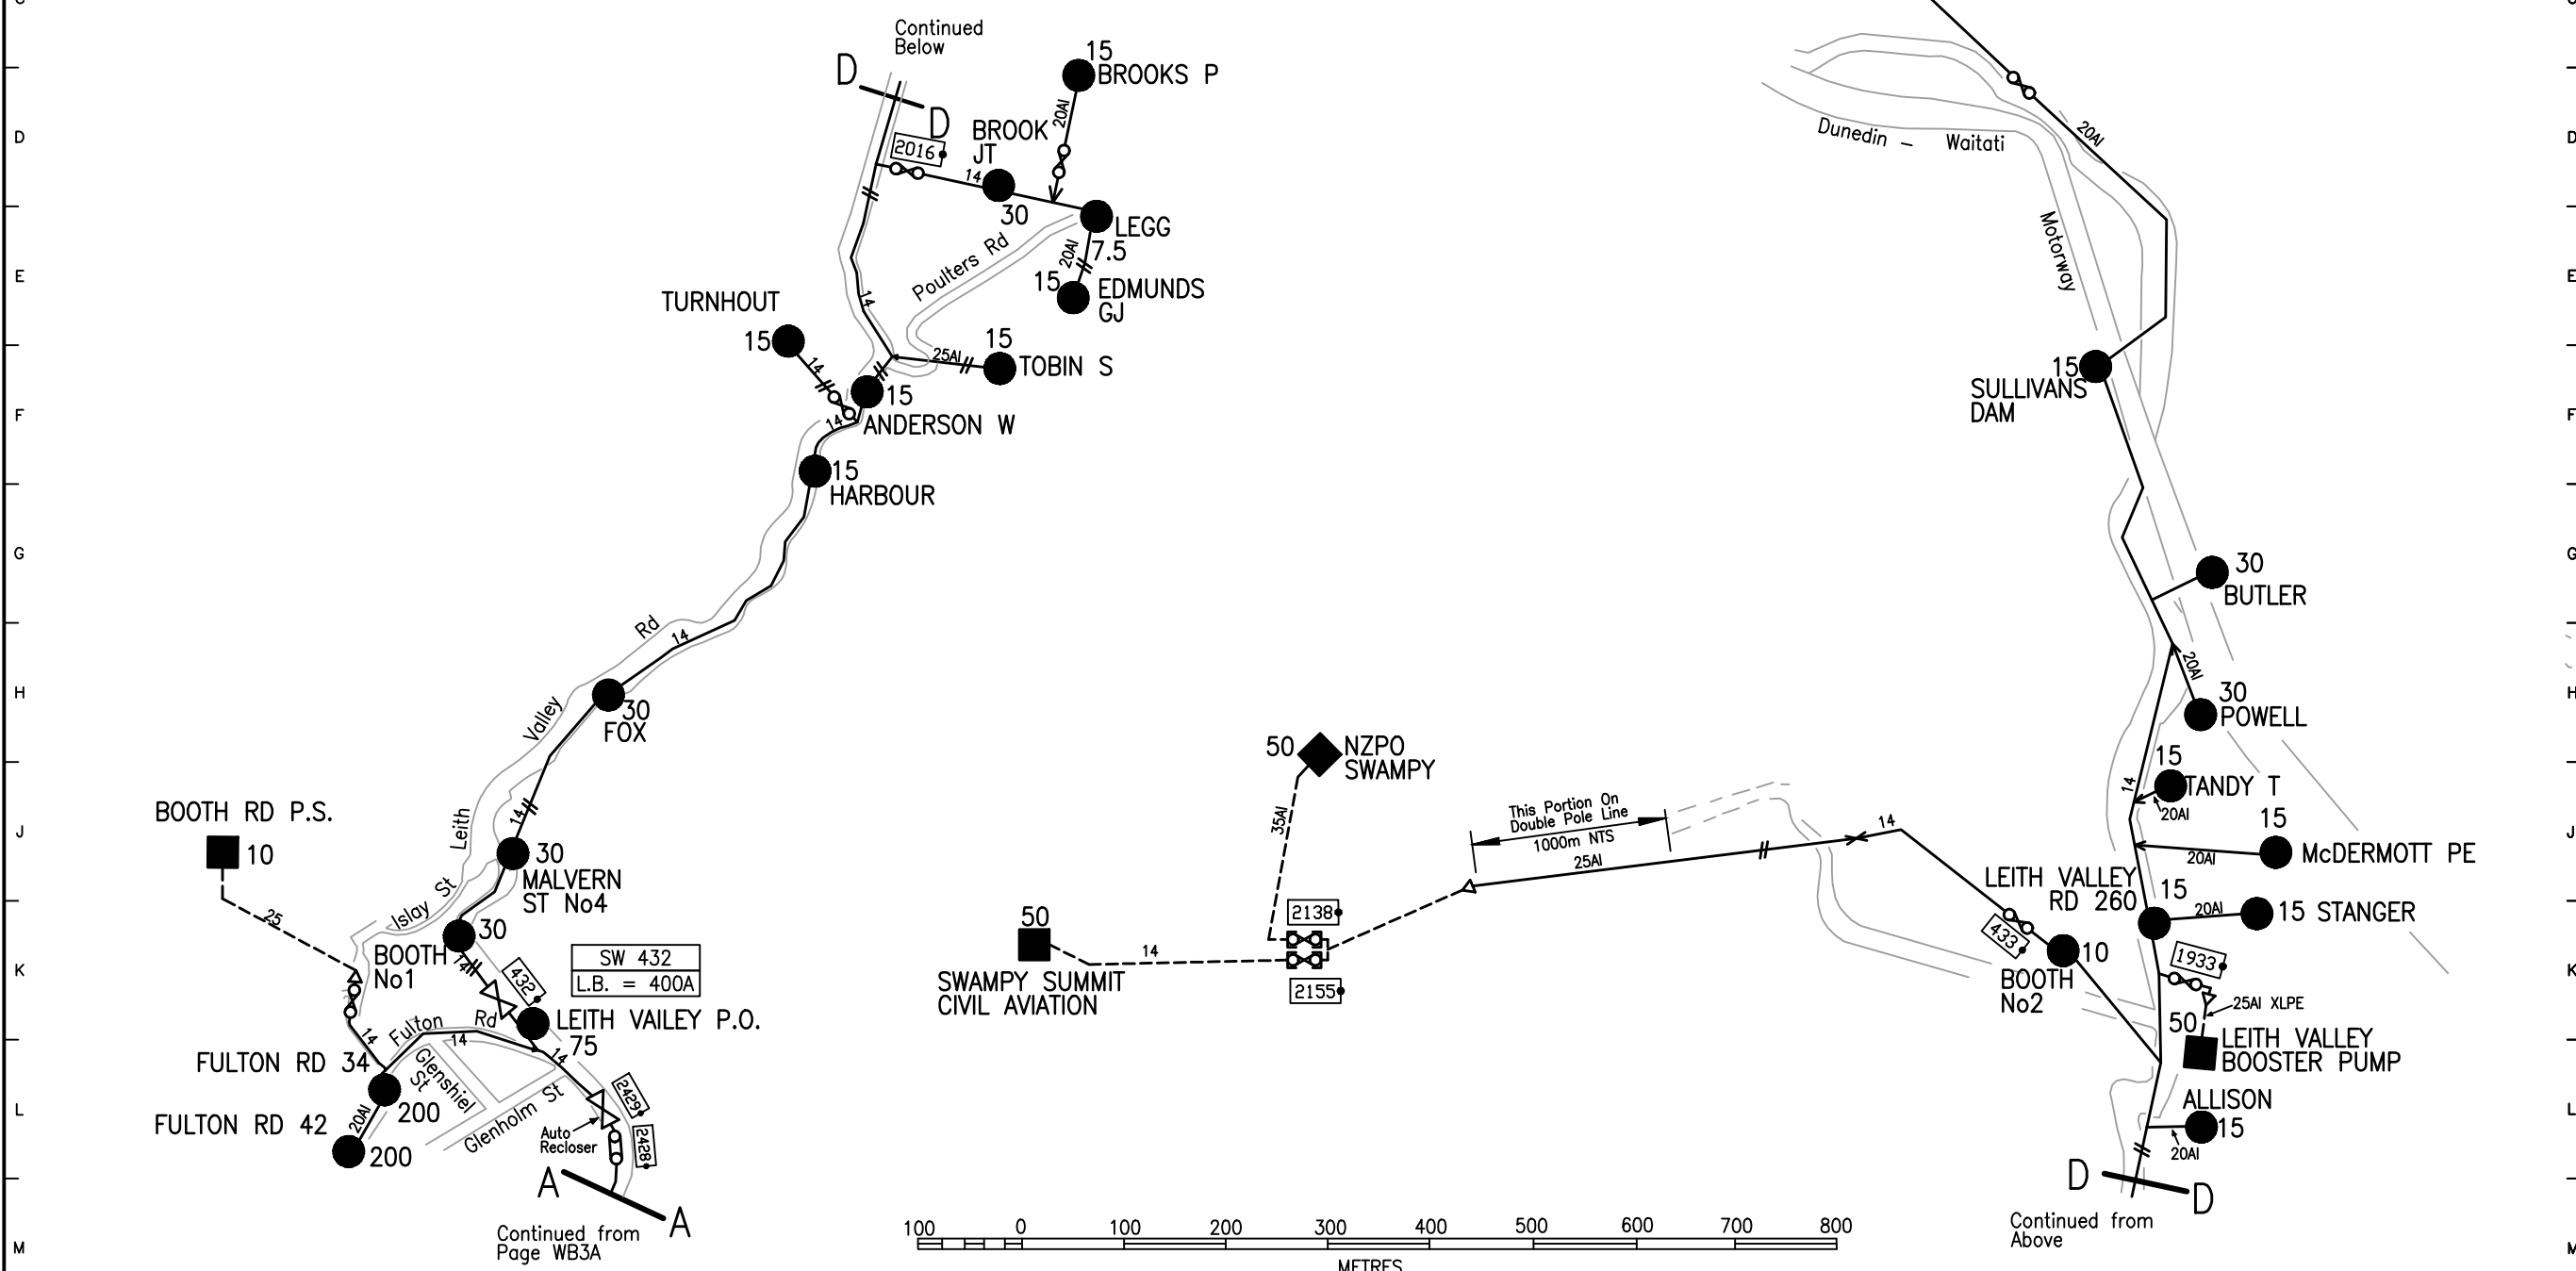 C
D
E
F
G
H
J
K
L
M
Continued
Below
D
D
15
BROOKS P
20Al
BROOK
JT
2016
14
30
LEGG
7.5
20Al
15
EDMUNDS
GJ
Poulters Rd
14
TURNHOUT
15
14
15
25Al
TOBIN S
15
ANDERSON W
14
15
HARBOUR
Leith Valley Rd
14
30
FOX
14
BOOTH RD P.S.
10
25
Islay St
30
MALVERN
ST No4
30
BOOTH
No1
14
432
SW 432
L.B. = 400A
LEITH VAILEY P.O.
75
14
Fulton Rd
14
14
FULTON RD 34
200
20Al
FULTON RD 42
200
Glenshiel
St
Glenholm St
Auto
Recloser
2429
2428
A
A
Continued from
Page WB3A
50
NZPO
SWAMPY
35Al
50
SWAMPY SUMMIT
CIVIL AVIATION
14
2138
2155
This Portion On
Double Pole Line
1000m NTS
25Al
14
433
10
BOOTH
No2
100 0 100 200 300 400 500 600 700 800
METRES
Dunedin – Waitati
Motorway
20Al
15
SULLIVANS
DAM
30
BUTLER
20Al
30
POWELL
15
TANDY T
14
20Al
15
McDERMOTT PE
20Al
LEITH VALLEY
RD 260
15
20Al
15 STANGER
1933
25Al XLPE
50
LEITH VALLEY
BOOSTER PUMP
ALLISON
15
20Al
D
D
Continued from
Above
D
E
F
G
H
J
K
L
M